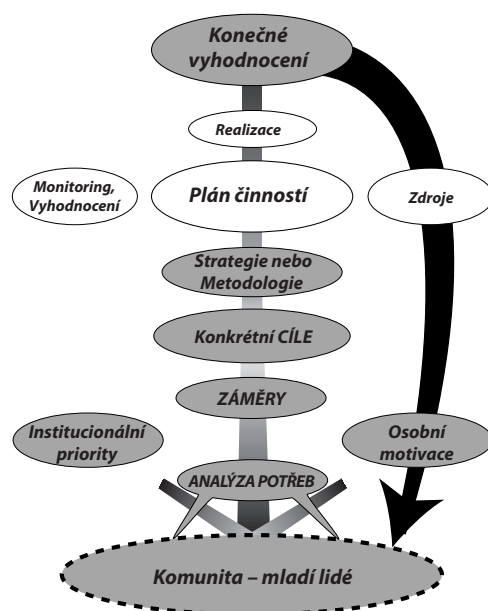 Konečné
vyhodnocení
Realizace
Monitoring,
Vyhodnocení
Plán činností
Zdroje
Strategie nebo
Metodologie
Konkrétní CÍLE
ZÁMĚRY
Institucionální
priority
Osobní
motivace
ANALÝZA POTŘEB
Komunita – mladí lidé